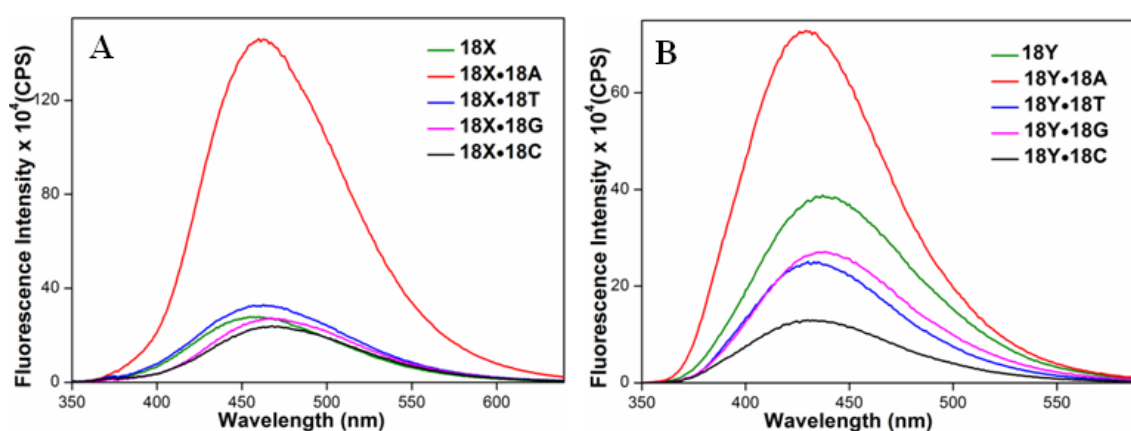 A
18X
18X•18A
18X•18T
18X•18G
18X•18C
Fluorescence Intensity x 10⁴(CPS)
120
80
40
0
350 400 450 500 550 600
Wavelength (nm)
B
18Y
18Y•18A
18Y•18T
18Y•18G
18Y•18C
Fluorescence Intensity x 10⁴(CPS)
60
40
20
0
350 400 450 500 550
Wavelength (nm)